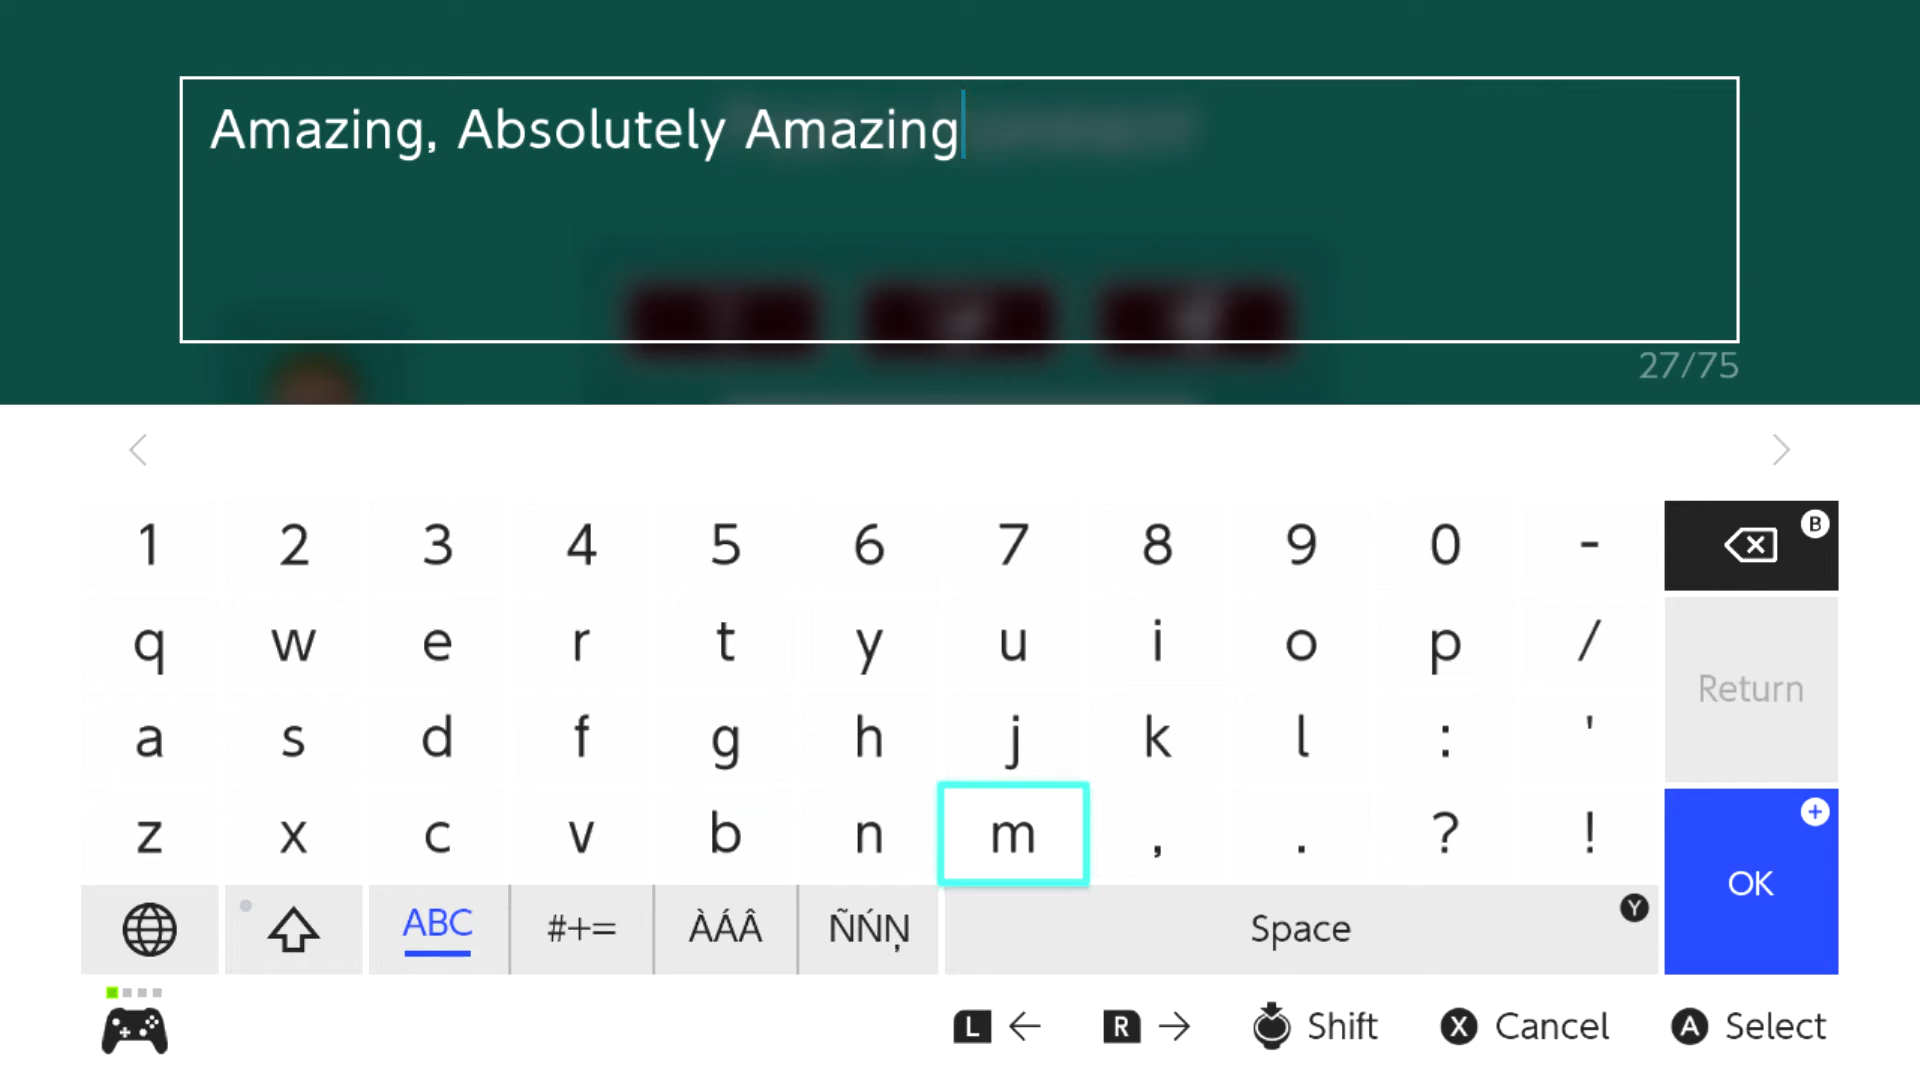 Amazing, Absolutely Amazing
27/75
1 2 3 4 5 6 7 8 9 0 -
B
q w e r t y u i o p /
Return
a s d f g h j k l : '
z x c v b n m , . ? !
+
OK
ABC #+= ÀÁÂ ÑŃŅ Space Y
L ← R → Shift X Cancel A Select